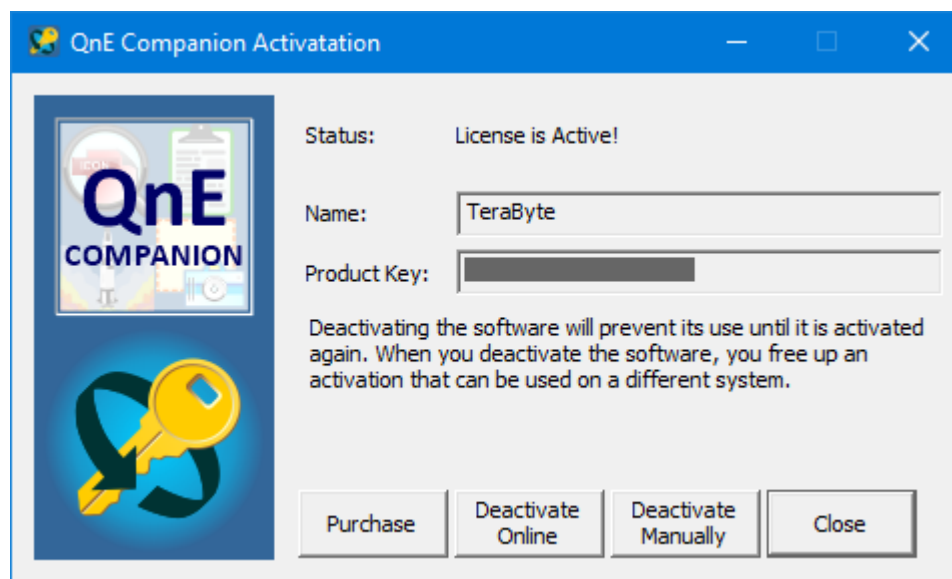 QnE Companion Activatation
ICON
QnE
COMPANION
Status: License is Active!
Name: TeraByte
Product Key:
Deactivating the software will prevent its use until it is activated
again. When you deactivate the software, you free up an
activation that can be used on a different system.
Purchase
Deactivate
Online
Deactivate
Manually
Close